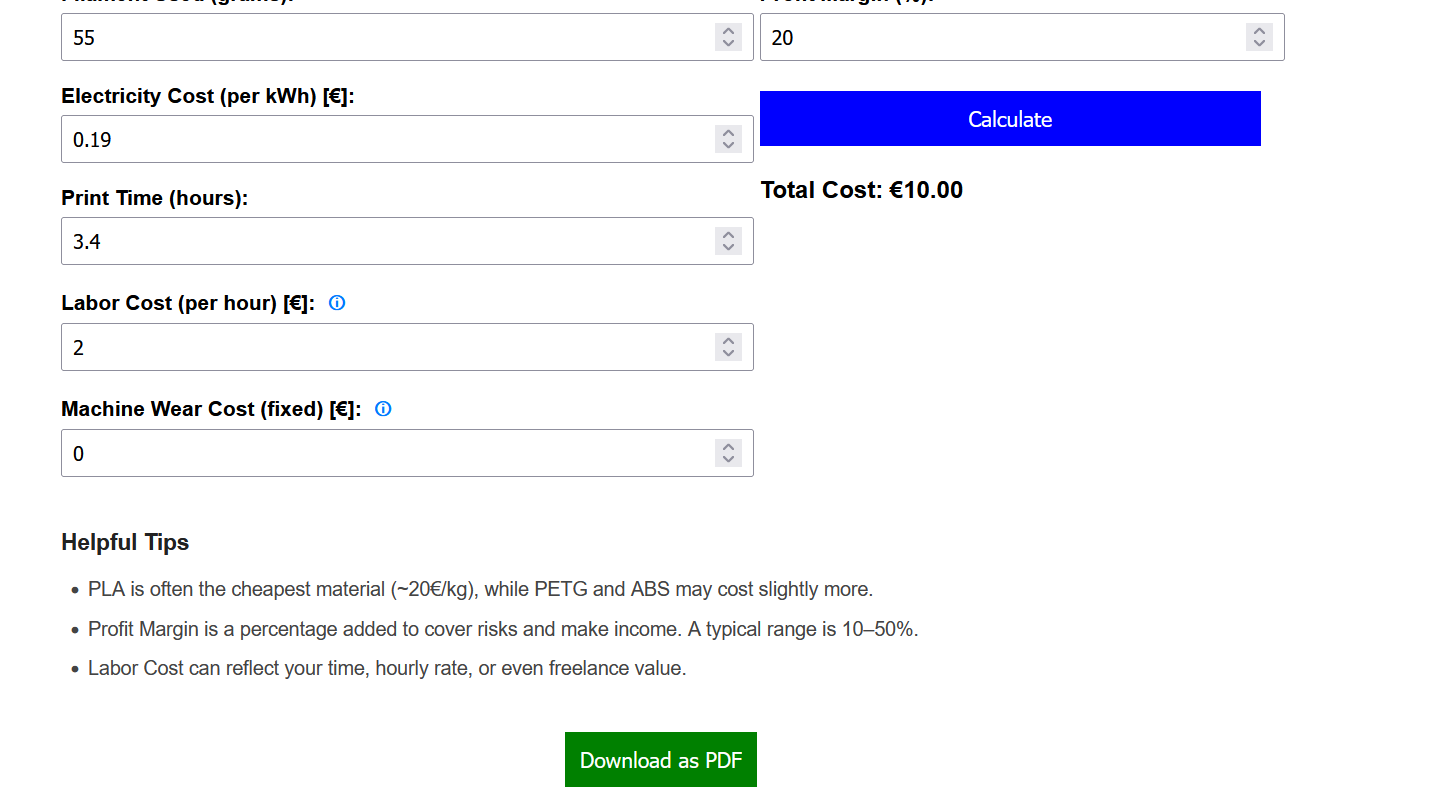 55
20
Electricity Cost (per kWh) [€]:
0.19
Calculate
Print Time (hours):
Total Cost: €10.00
3.4
Labor Cost (per hour) [€]:
2
Machine Wear Cost (fixed) [€]:
0
Helpful Tips
• PLA is often the cheapest material (~20€/kg), while PETG and ABS may cost slightly more.
• Profit Margin is a percentage added to cover risks and make income. A typical range is 10–50%.
• Labor Cost can reflect your time, hourly rate, or even freelance value.
Download as PDF